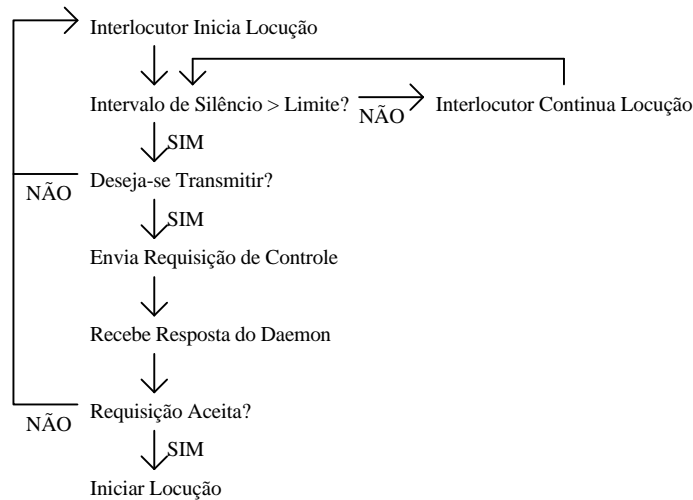 Interlocutor Inicia Locução
Intervalo de Silêncio > Limite?
NÃO
Interlocutor Continua Locução
SIM
NÃO
Deseja-se Transmitir?
SIM
Envia Requisição de Controle
Recebe Resposta do Daemon
NÃO
Requisição Aceita?
SIM
Iniciar Locução